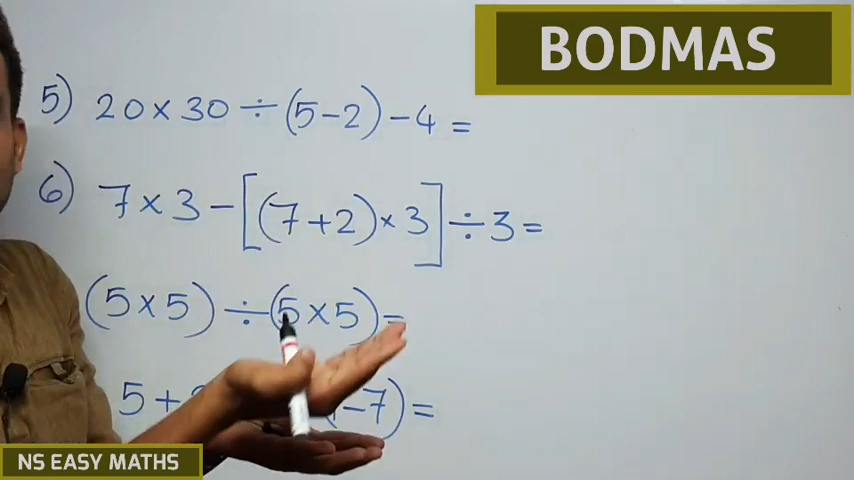 BODMAS
5) 20 × 30 ÷ (5 - 2) - 4 =
6) 7 × 3 - [(7 + 2) × 3] ÷ 3 =
(5 × 5) ÷ (5 × 5) =
5 + - 7) =
NS EASY MATHS